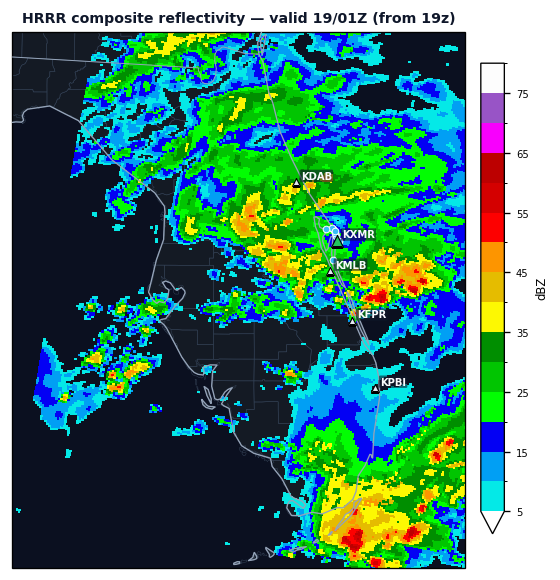 HRRR composite reflectivity — valid 19/01Z (from 19z)
75
65
55
45
35
25
15
5
dBZ
KDAB
KXMR
KMLB
KFPR
KPBI